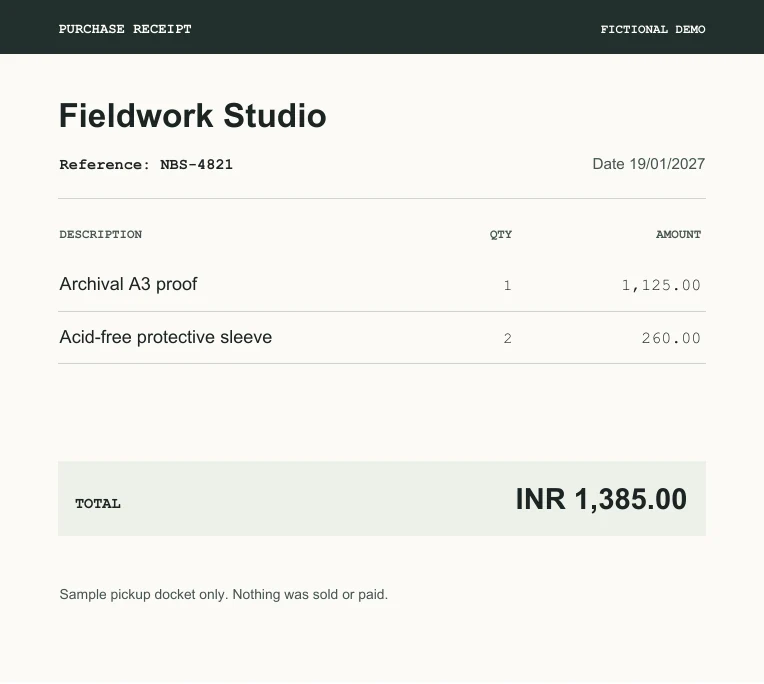 PURCHASE RECEIPT FICTIONAL DEMO
Fieldwork Studio
Reference: NBS-4821 Date 19/01/2027
DESCRIPTION QTY AMOUNT
Archival A3 proof 1 1,125.00
Acid-free protective sleeve 2 260.00
TOTAL INR 1,385.00
Sample pickup docket only. Nothing was sold or paid.